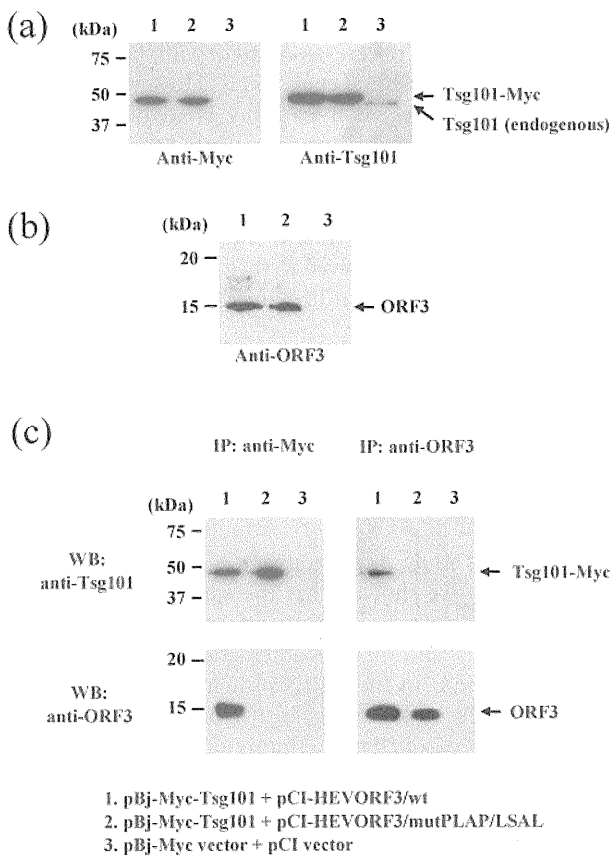 (a)
(kDa) 1 2 3 1 2 3
75
50
37
Tsg101-Myc
Tsg101 (endogenous)
Anti-Myc Anti-Tsg101
(b)
(kDa) 1 2 3
20
15
ORF3
Anti-ORF3
(c)
IP: anti-Myc IP: anti-ORF3
(kDa) 1 2 3 1 2 3
75
WB:
anti-Tsg101
50
37
Tsg101-Myc
20
WB:
anti-ORF3
15
ORF3
1. pBj-Myc-Tsg101 + pCI-HEVORF3/wt
2. pBj-Myc-Tsg101 + pCI-HEVORF3/mutPLAP/LSAL
3. pBj-Myc vector + pCI vector